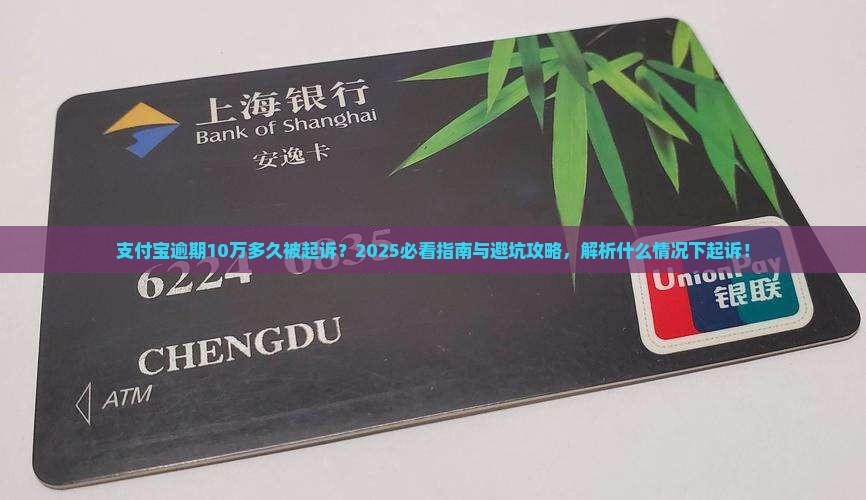 上海银行
Bank of Shanghai
安逸卡
支付宝逾期10万多久被起诉？2025必看指南与避坑攻略，解析什么情况下起诉！
6224 6835
UnionPay
银联
CHENGDU
ATM